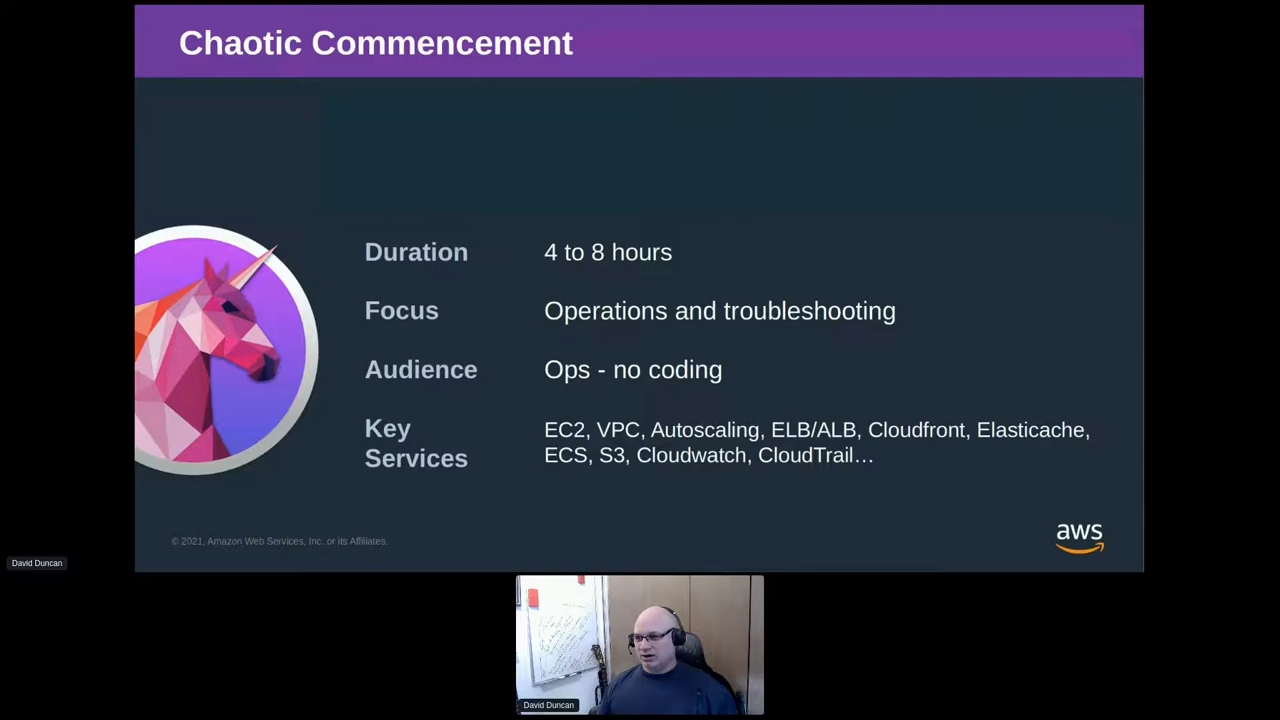 Chaotic Commencement
Duration
4 to 8 hours
Focus
Operations and troubleshooting
Audience
Ops - no coding
Key
Services
EC2, VPC, Autoscaling, ELB/ALB, Cloudfront, Elasticache,
ECS, S3, Cloudwatch, CloudTrail…
© 2021, Amazon Web Services, Inc. or its Affiliates.
aws
David Duncan
David Duncan